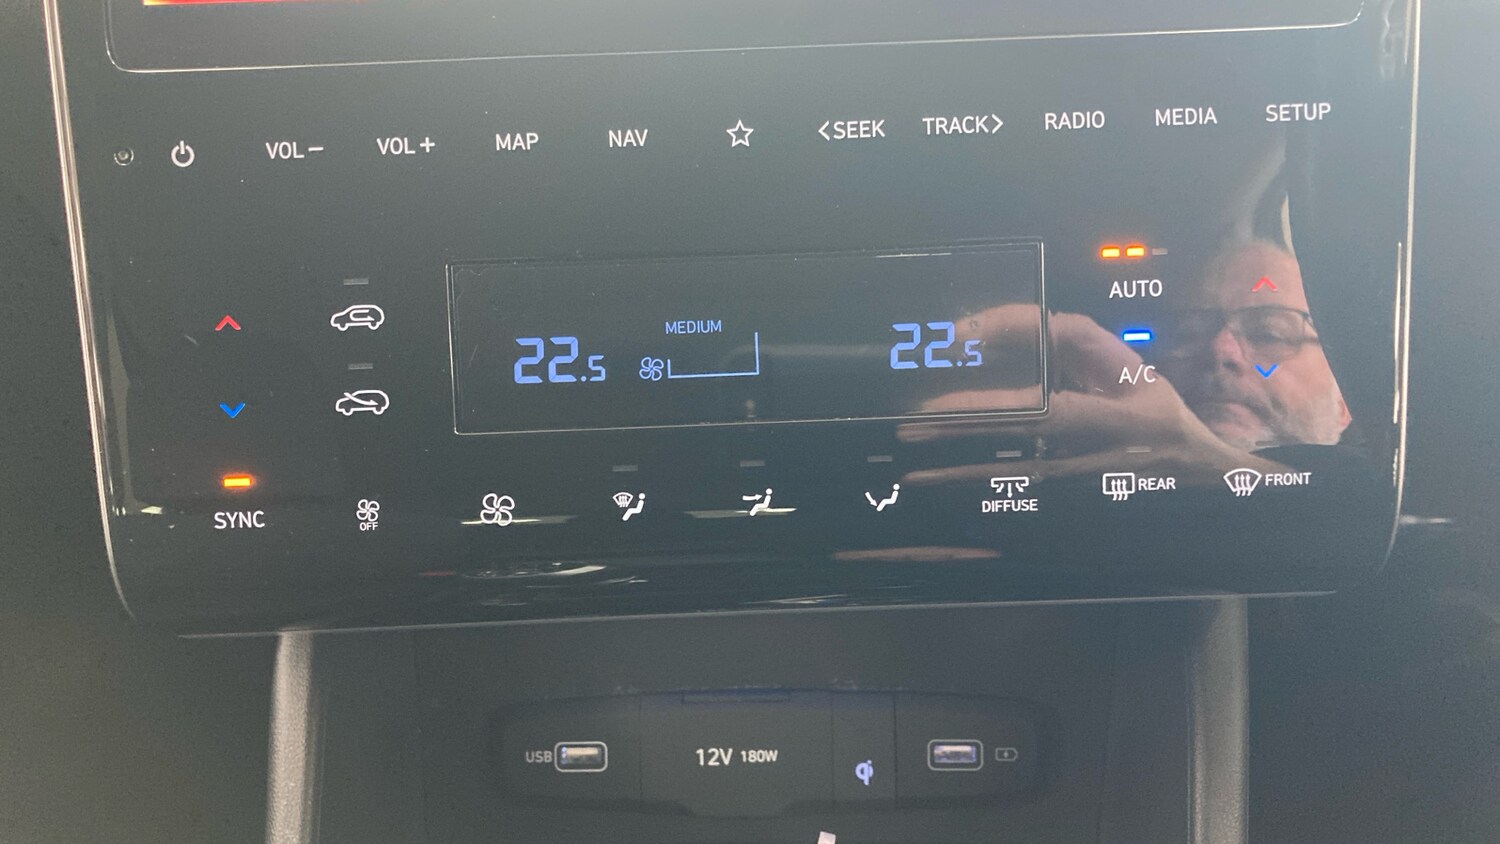 VOL− VOL+ MAP NAV <SEEK TRACK> RADIO MEDIA SETUP
AUTO
MEDIUM
22.5 22.5
A/C
SYNC OFF DIFFUSE REAR FRONT
USB 12V 180W qi